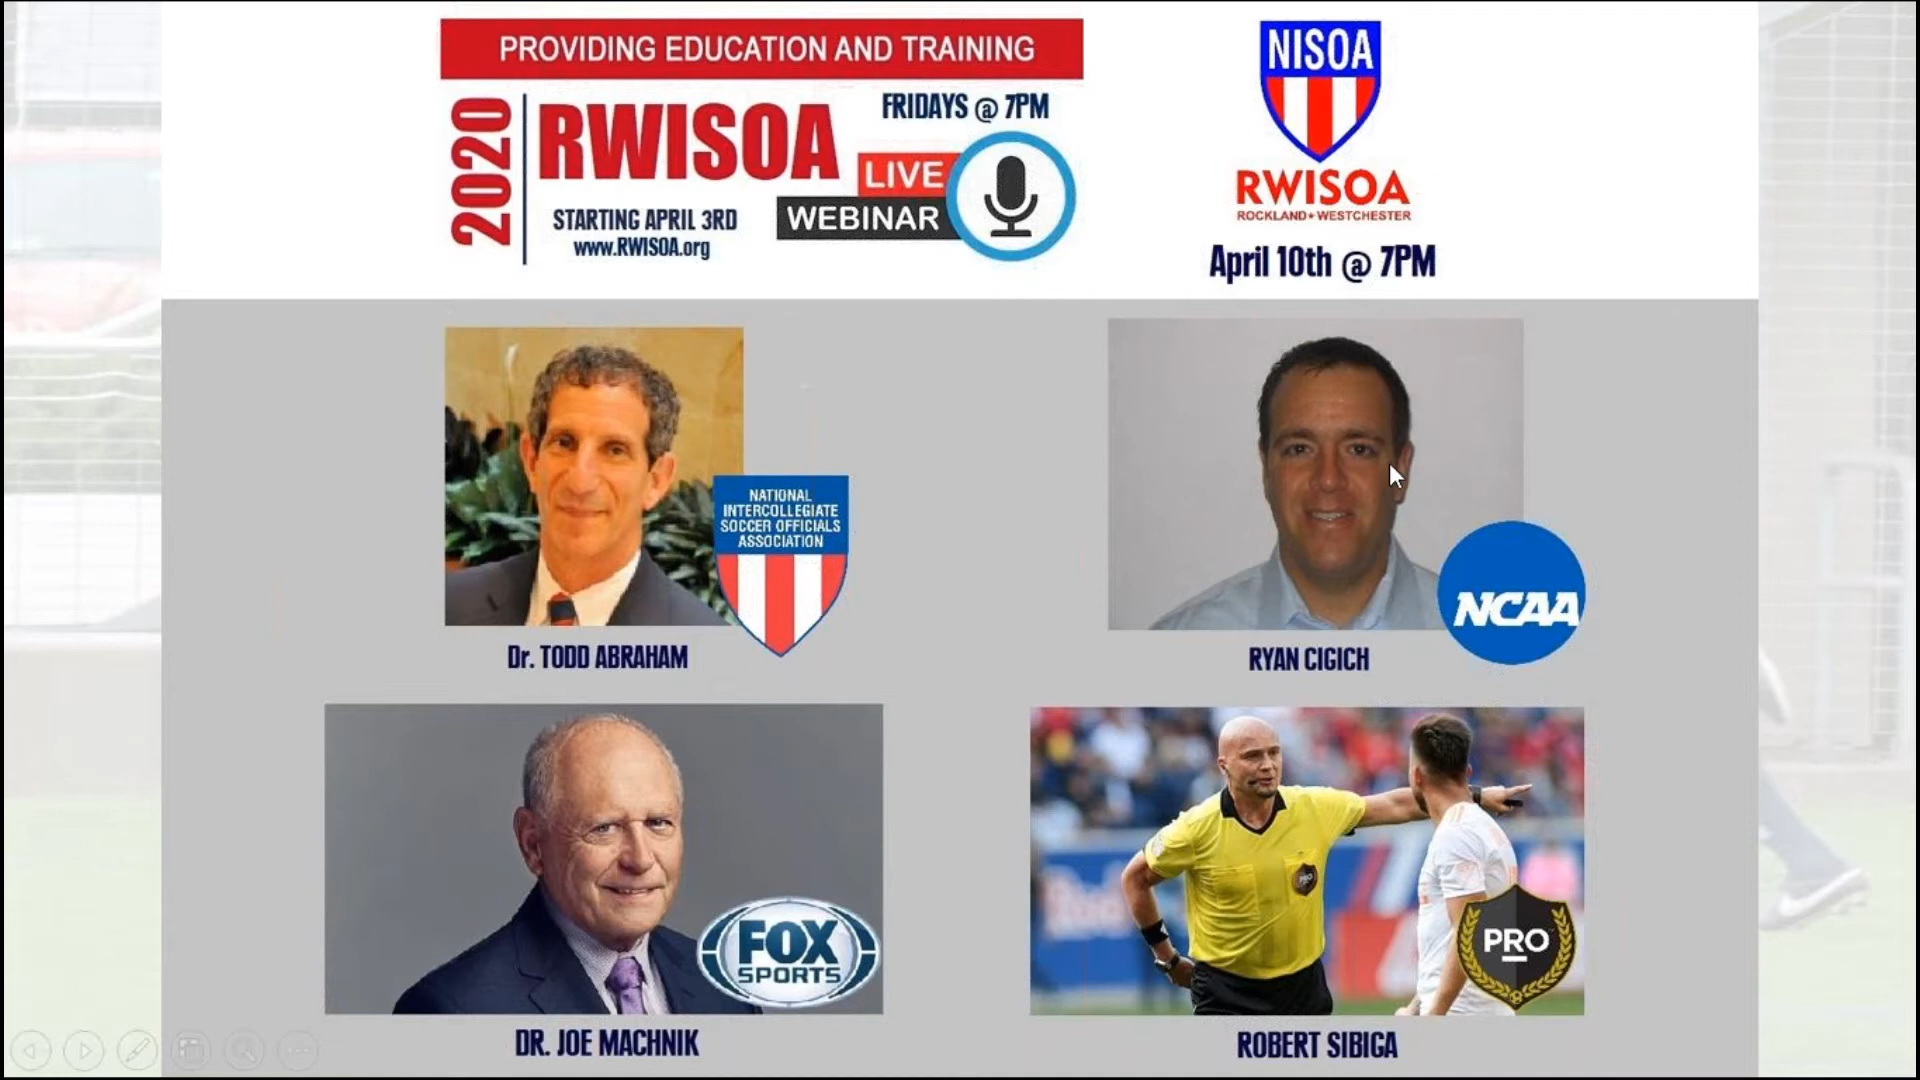 PROVIDING EDUCATION AND TRAINING
2020
RWISOA
FRIDAYS @ 7PM
LIVE
WEBINAR
STARTING APRIL 3RD
www.RWISOA.org
NISOA
RWISOA
ROCKLAND★WESTCHESTER
April 10th @ 7PM
NATIONAL
INTERCOLLEGIATE
SOCCER OFFICIALS
ASSOCIATION
Dr. TODD ABRAHAM
NCAA
RYAN CIGICH
FOX
SPORTS
DR. JOE MACHNIK
PRO
PRO
ROBERT SIBIGA